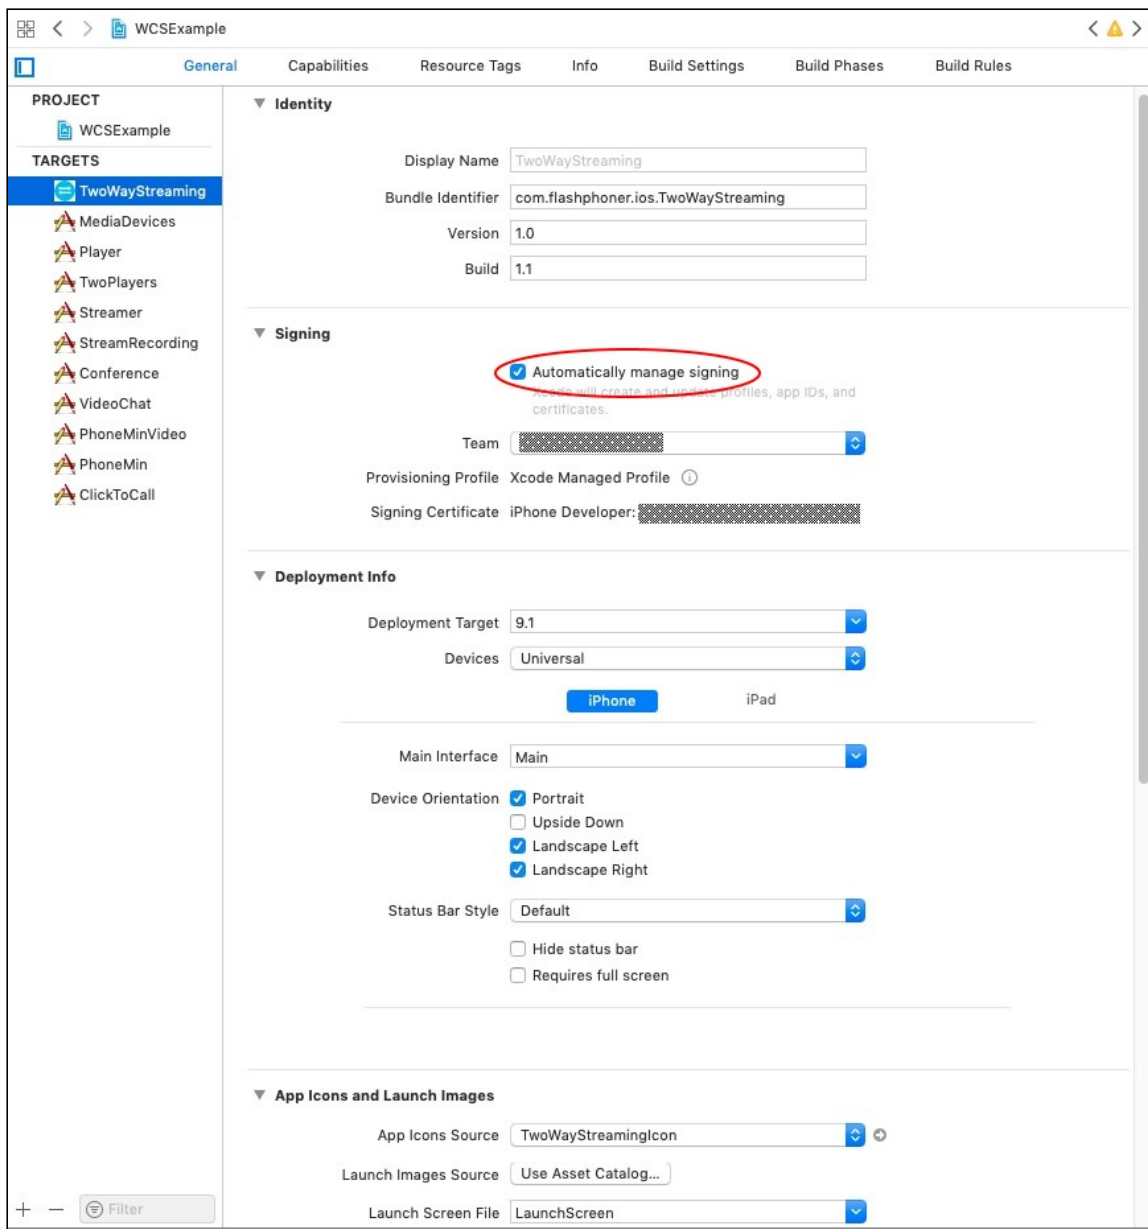 WCSExample
General Capabilities Resource Tags Info Build Settings Build Phases Build Rules
PROJECT
WCSExample
TARGETS
TwoWayStreaming
MediaDevices
Player
TwoPlayers
Streamer
StreamRecording
Conference
VideoChat
PhoneMinVideo
PhoneMin
ClickToCall
Filter
Identity
Display Name TwoWayStreaming
Bundle Identifier com.flashphoner.ios.TwoWayStreaming
Version 1.0
Build 1.1
Signing
Automatically manage signing
Xcode will create and update profiles, app IDs, and
certificates.
Team
Provisioning Profile Xcode Managed Profile
Signing Certificate iPhone Developer:
Deployment Info
Deployment Target 9.1
Devices Universal
iPhone iPad
Main Interface Main
Device Orientation Portrait
Upside Down
Landscape Left
Landscape Right
Status Bar Style Default
Hide status bar
Requires full screen
App Icons and Launch Images
App Icons Source TwoWayStreamingIcon
Launch Images Source Use Asset Catalog...
Launch Screen File LaunchScreen